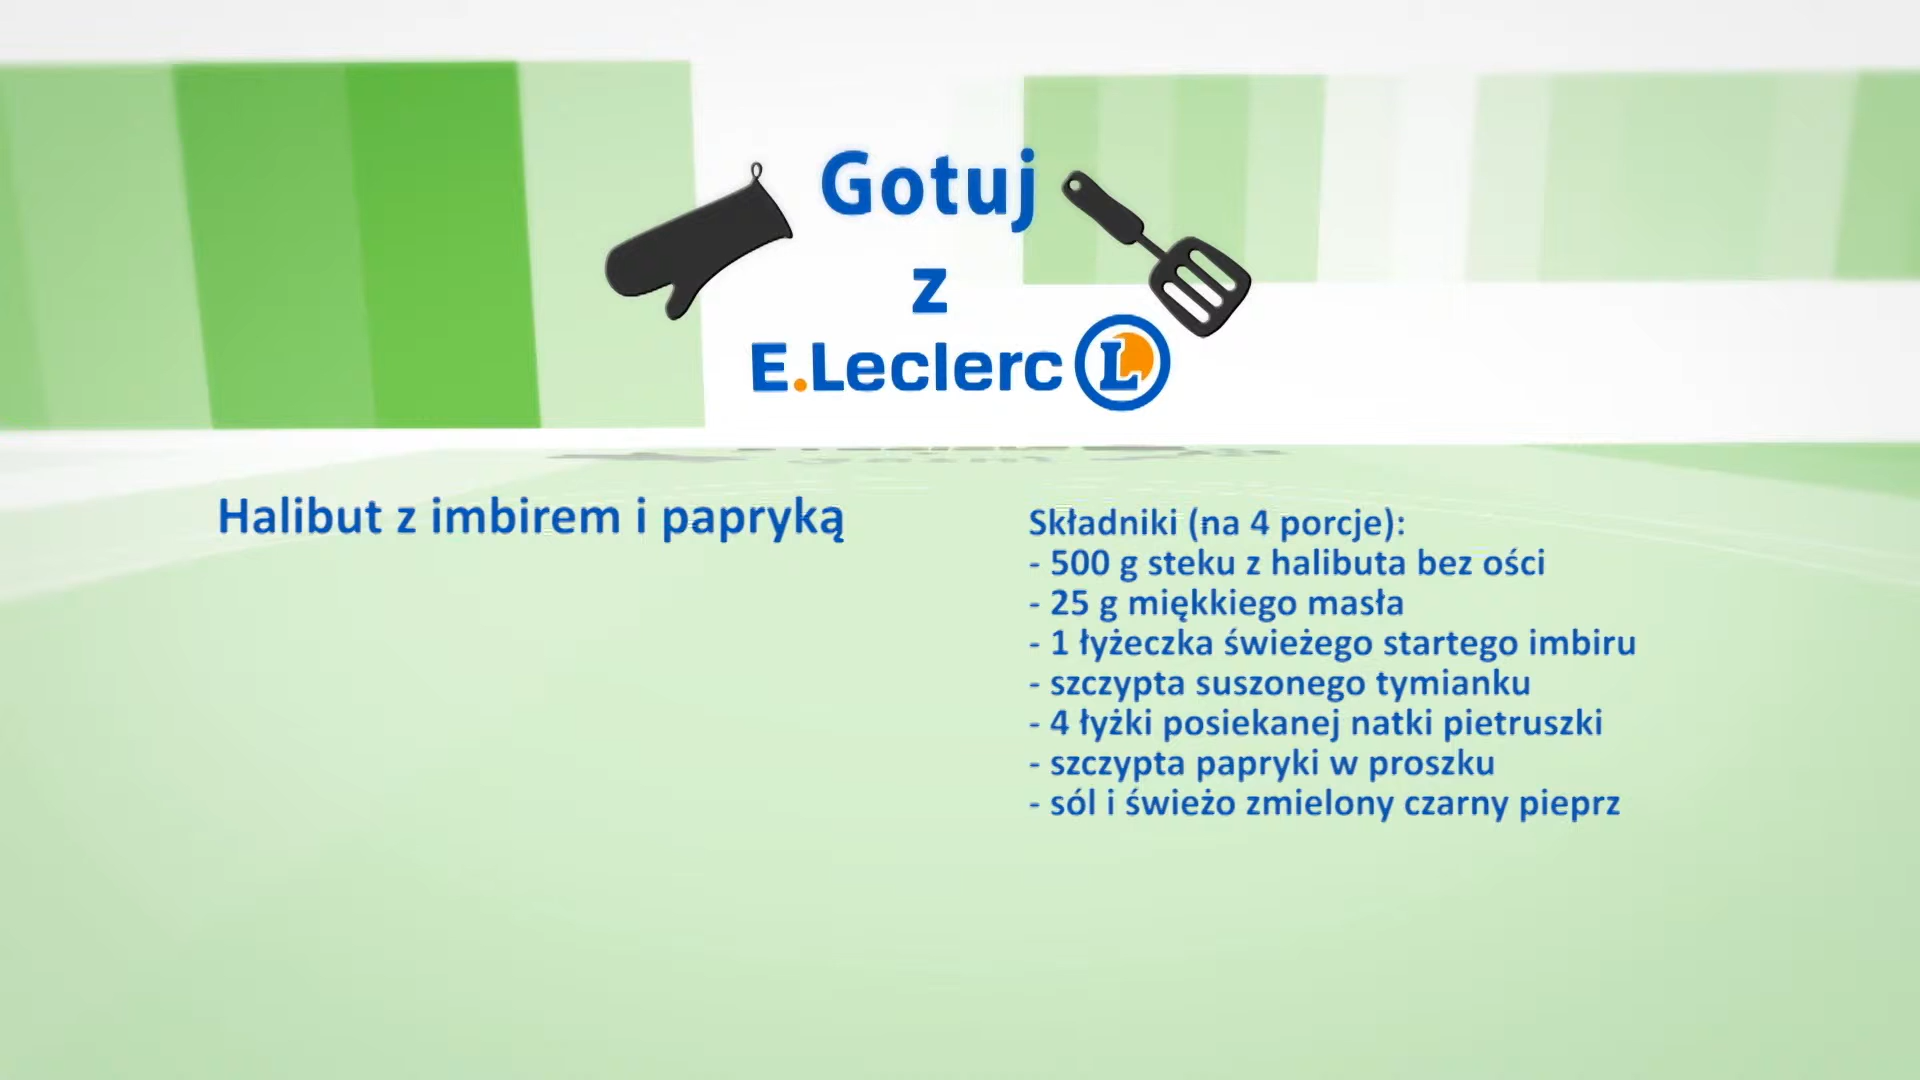 Gotuj
z
E.Leclerc L
Halibut z imbirem i papryką
Składniki (na 4 porcje):
- 500 g steku z halibuta bez ości
- 25 g miękkiego masła
- 1 łyżeczka świeżego startego imbiru
- szczypta suszonego tymianku
- 4 łyżki posiekanej natki pietruszki
- szczypta papryki w proszku
- sól i świeżo zmielony czarny pieprz